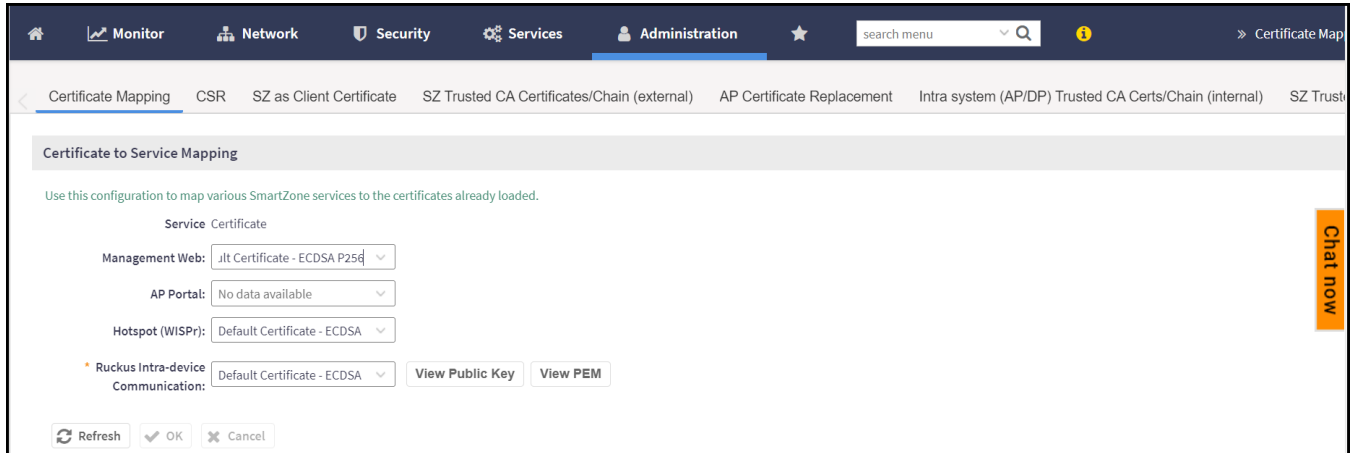 Monitor Network Security Services Administration search menu » Certificate Map
Certificate Mapping CSR SZ as Client Certificate SZ Trusted CA Certificates/Chain (external) AP Certificate Replacement Intra system (AP/DP) Trusted CA Certs/Chain (internal) SZ Trust
Certificate to Service Mapping
Use this configuration to map various SmartZone services to the certificates already loaded.
Service Certificate
Management Web: ult Certificate - ECDSA P256
AP Portal: No data available
Hotspot (WISPr): Default Certificate - ECDSA
* Ruckus Intra-device Communication: Default Certificate - ECDSA View Public Key View PEM
Refresh OK Cancel
Chat now